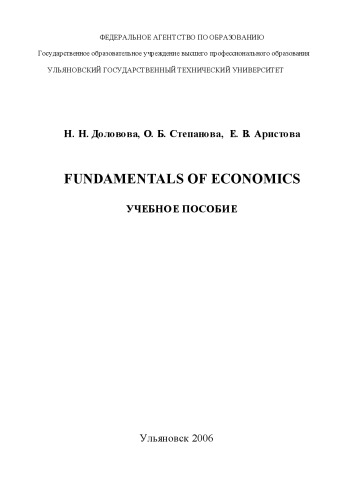 ФЕДЕРАЛЬНОЕ АГЕНТСТВО ПО ОБРАЗОВАНИЮ
Государственное образовательное учреждение высшего профессионального образования
УЛЬЯНОВСКИЙ ГОСУДАРСТВЕННЫЙ ТЕХНИЧЕСКИЙ УНИВЕРСИТЕТ
Н. Н. Доловова, О. Б. Степанова, Е. В. Аристова
FUNDAMENTALS OF ECONOMICS
УЧЕБНОЕ ПОСОБИЕ
Ульяновск 2006